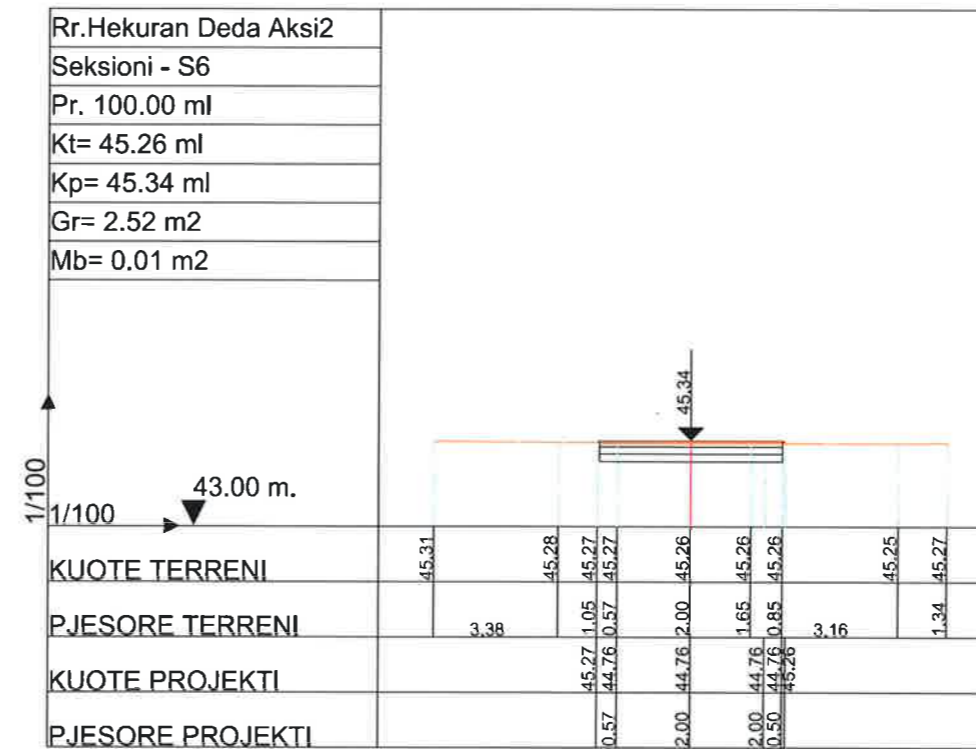 Rr.Hekuran Deda Aksi2
Seksioni - S6
Pr. 100.00 ml
Kt= 45.26 ml
Kp= 45.34 ml
Gr= 2.52 m2
Mb= 0.01 m2
45.34
1/100
43.00 m.
1/100
KUOTE TERRENI 45.31 45.28 45.27 45.27 45.26 45.26 45.26 45.25 45.27
PJESORE TERRENI 3.38 1.05 0.57 2.00 1.65 0.85 3.16 1.34
KUOTE PROJEKTI 45.27 44.76 44.76 44.76 44.76 45.26
PJESORE PROJEKTI 0.57 2.00 2.00 0.50